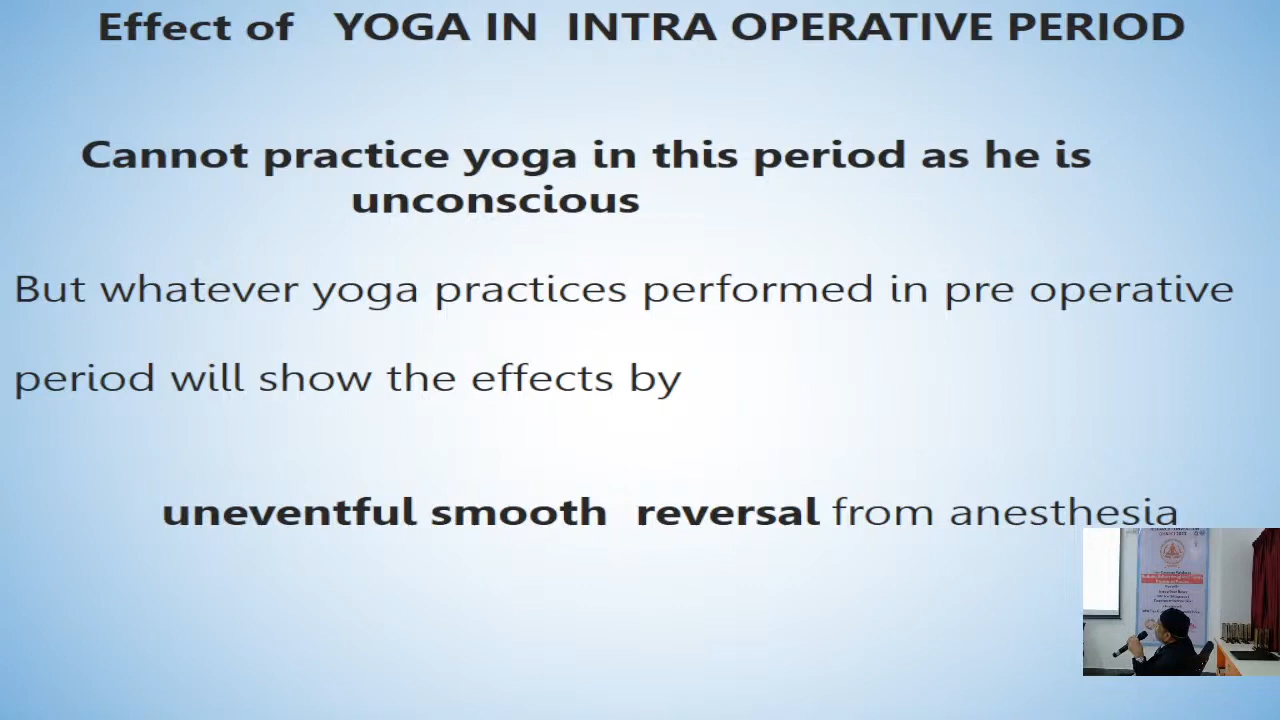 Effect of YOGA IN INTRA OPERATIVE PERIOD
Cannot practice yoga in this period as he is
unconscious
But whatever yoga practices performed in pre operative
period will show the effects by
uneventful smooth reversal from anesthesia